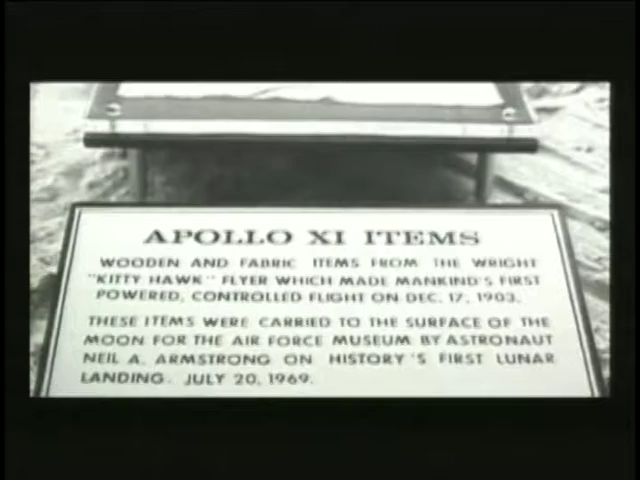 APOLLO XI ITEMS
WOODEN AND FABRIC ITEMS FROM THE WRIGHT
"KITTY HAWK" FLYER WHICH MADE MANKIND'S FIRST
POWERED, CONTROLLED FLIGHT ON DEC. 17, 1903.
THESE ITEMS WERE CARRIED TO THE SURFACE OF THE
MOON FOR THE AIR FORCE MUSEUM BY ASTRONAUT
NEIL A. ARMSTRONG ON HISTORY'S FIRST LUNAR
LANDING. JULY 20, 1969.